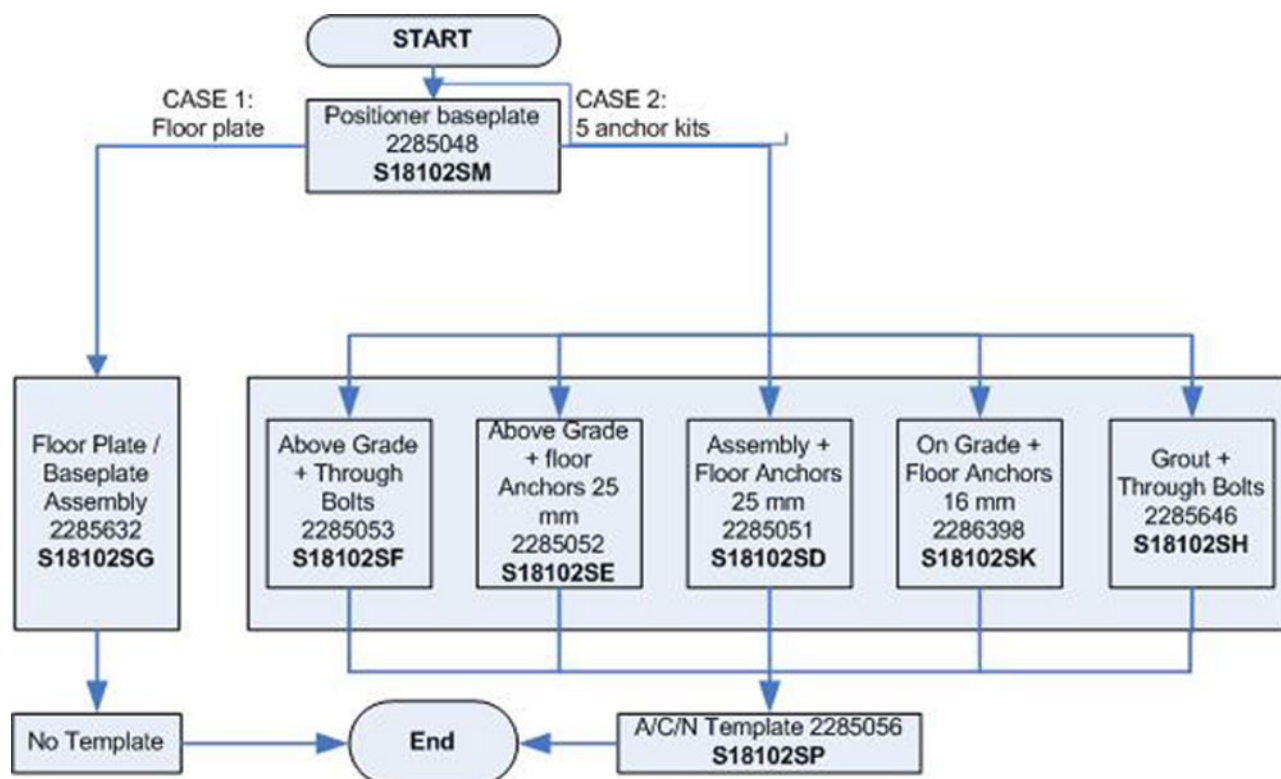 START
CASE 1:
Floor plate
Positioner baseplate
2285048
S18102SM
CASE 2:
5 anchor kits
Floor Plate /
Baseplate
Assembly
2285632
S18102SG
Above Grade
+ Through
Bolts
2285053
S18102SF
Above Grade
+ floor
Anchors 25
mm
2285052
S18102SE
Assembly +
Floor Anchors
25 mm
2285051
S18102SD
On Grade +
Floor Anchors
16 mm
2286398
S18102SK
Grout +
Through Bolts
2285646
S18102SH
No Template
End
A/C/N Template 2285056
S18102SP